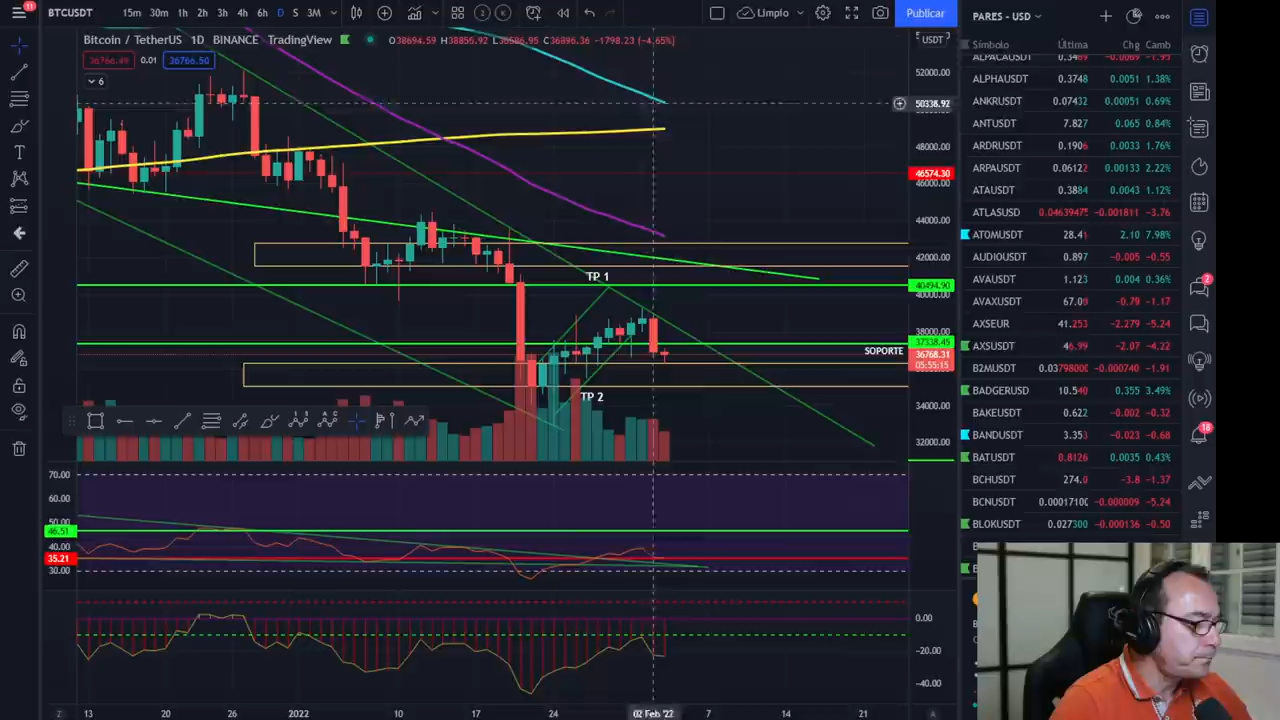 11
BTCUSDT
15m 30m 1h 2h 3h 4h 6h D S 3M
2
K
Limplo
Publicar
PARES - USD
Bitcoin / TetherUS 1D BINANCE TradingView
O38694.59 H38855.92 L36586.95 C36896.36 -1798.23 (-4.65%)
36766.49 0.01 36766.50
6
USDT
52000.00
50338.92
48000.00
46574.30
46000.00
44000.00
42000.00
40494.90
40000.00
38000.00
37338.45
36768.31
05:55:15
34000.00
32000.00
TP 1
SOPORTE
TP 2
70.00
60.00
50.00
46.51
40.00
35.21
30.00
0.00
-20.00
-40.00
Z 13 20 26 2022 10 17 24 02 Feb '22 7 14 21 A
Símbolo Última Chg Camb
ALPACAUSDT 0.3469 -0.0069 -1.95
ALPHAUSDT 0.3748 0.0051 1.38%
ANKRUSDT 0.07432 0.00051 0.69%
ANTUSDT 7.827 0.065 0.84%
ARDRUSDT 0.1906 0.0033 1.76%
ARPAUSDT 0.06122 0.00133 2.22%
ATAUSDT 0.3884 0.0043 1.12%
ATLASUSD 0.04639475 -0.001811 -3.76
ATOMUSDT 28.41 2.10 7.98%
AUDIOUSDT 0.897 -0.005 -0.55
AVAUSDT 1.123 0.004 0.36%
AVAXUSDT 67.00 -0.79 -1.17
AXSEUR 41.253 -2.279 -5.24
AXSUSDT 46.99 -2.07 -4.22
B2MUSDT 0.03798000 -0.000740 -1.91
BADGERUSD 10.540 0.355 3.49%
BAKEUSDT 0.622 -0.002 -0.32
BANDUSDT 3.353 -0.023 -0.68
BATUSDT 0.8126 0.0035 0.43%
BCHUSDT 274.0 -3.8 -1.37
BCNUSDT 0.00017100 -0.000009 -5.24
BLOKUSDT 0.027300 -0.000136 -0.50
2
18